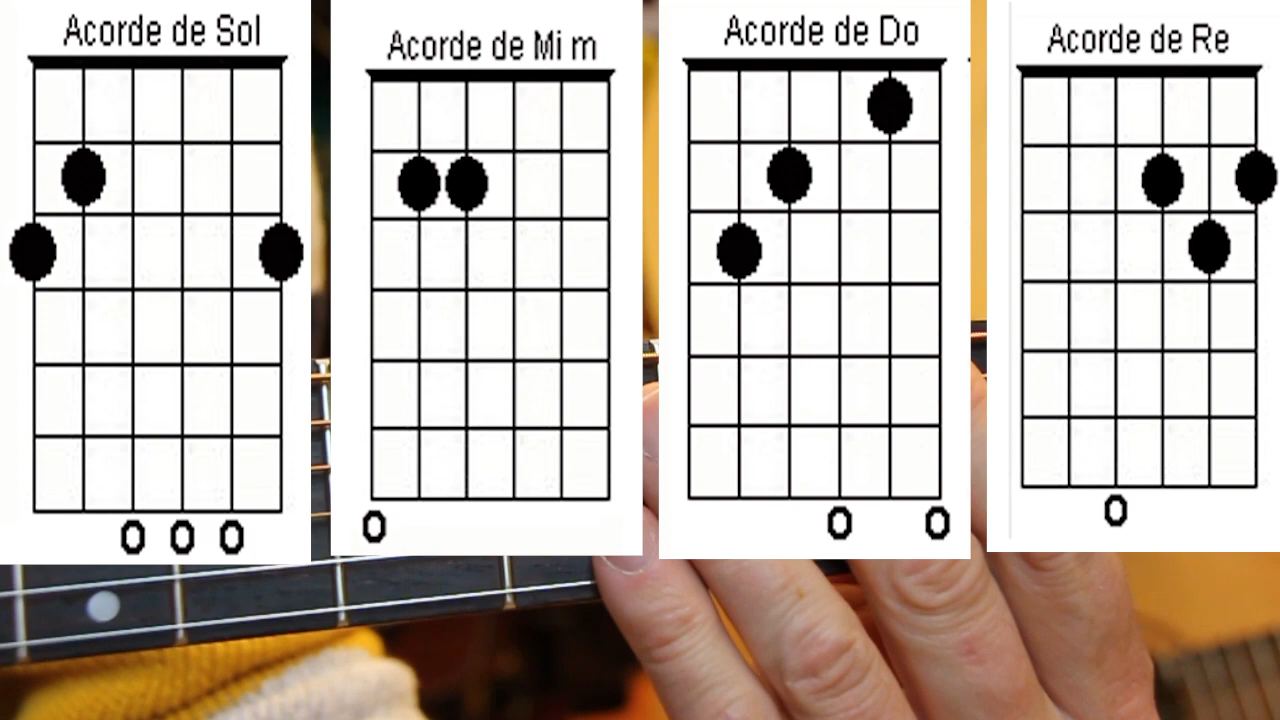 Acorde de Sol
O O O
Acorde de Mi m
O
Acorde de Do
O O
Acorde de Re
O